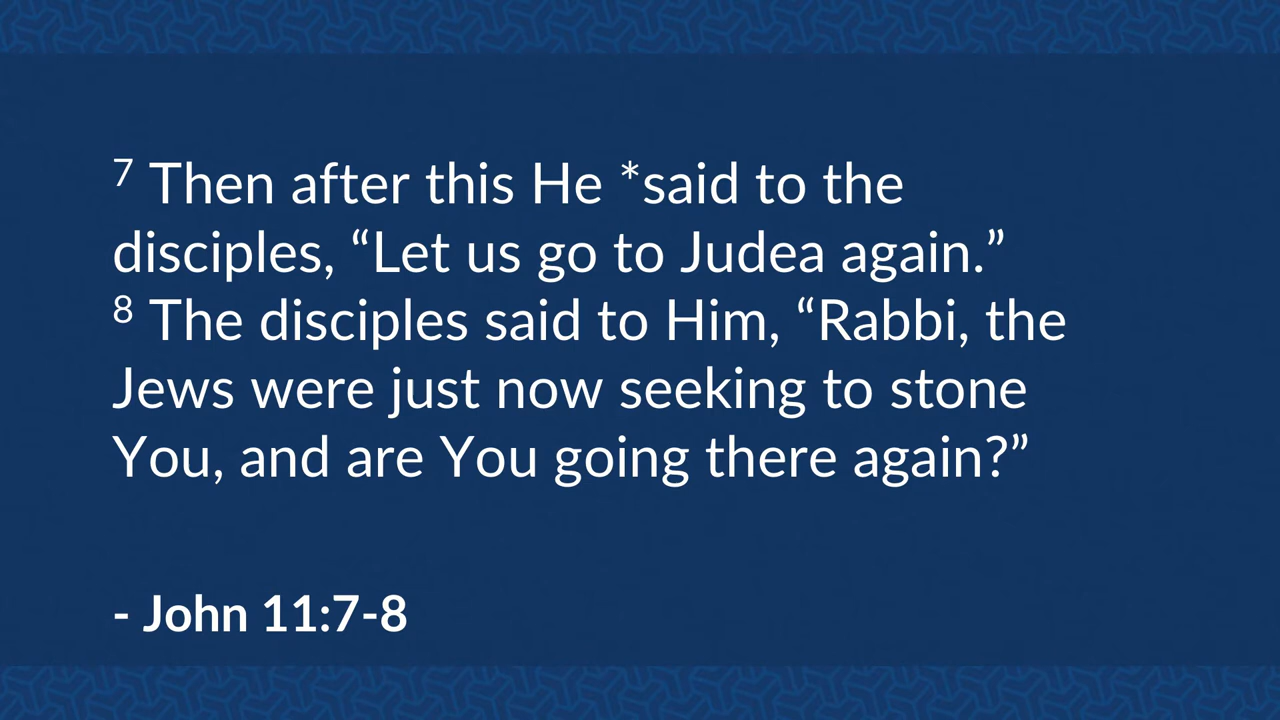 7 Then after this He *said to the
disciples, “Let us go to Judea again.”
8 The disciples said to Him, “Rabbi, the
Jews were just now seeking to stone
You, and are You going there again?”
- John 11:7-8